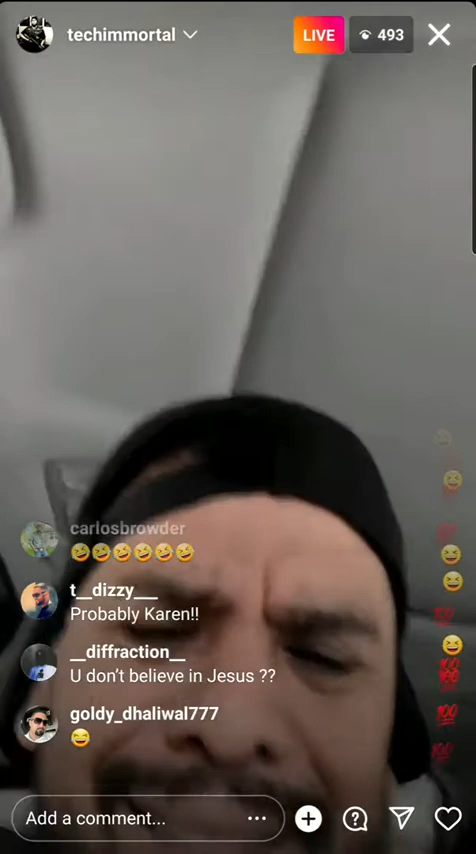 techimmortal
LIVE
493
carlosbrowder
🤣🤣🤣🤣🤣🤣
t__dizzy___
Probably Karen!!
__diffraction__
U don't believe in Jesus ??
goldy_dhaliwal777
😆
Add a comment...